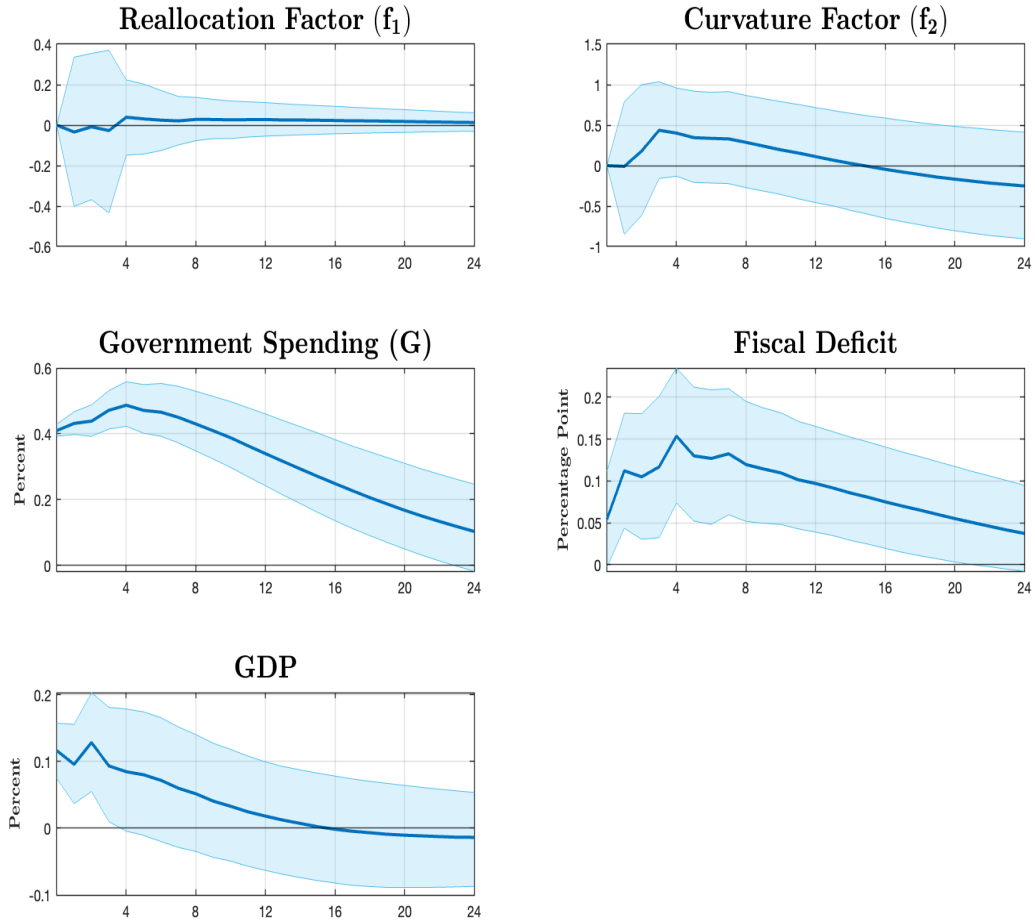 Reallocation Factor (f₁)
0.4
0.2
0
-0.2
-0.4
-0.6
4 8 12 16 20 24
Curvature Factor (f₂)
1.5
1
0.5
0
-0.5
-1
4 8 12 16 20 24
Government Spending (G)
Percent
0.6
0.4
0.2
0
4 8 12 16 20 24
Fiscal Deficit
Percentage Point
0.2
0.15
0.1
0.05
0
4 8 12 16 20 24
GDP
Percent
0.2
0.1
0
-0.1
4 8 12 16 20 24